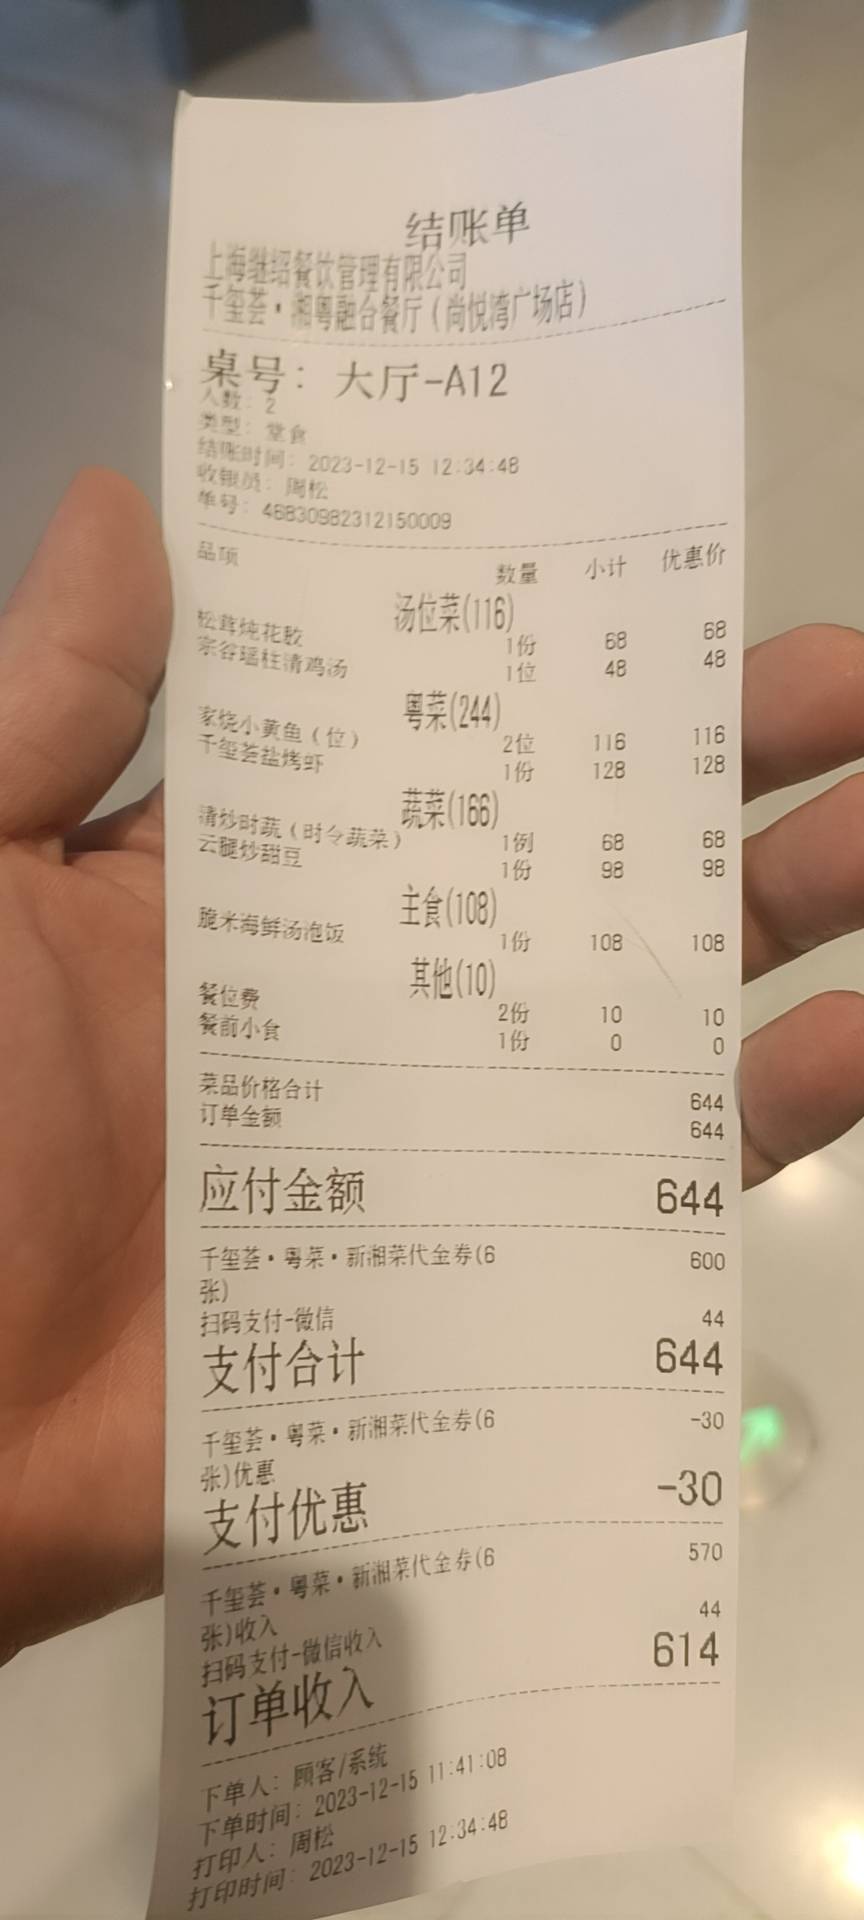 结账单
上海继绍餐饮管理有限公司
千玺荟·湘粤融合餐厅(尚悦湾广场店)
桌号: 大厅-A12
人数: 2
类型: 堂食
结账时间: 2023-12-15 12:34:48
收银员: 周松
单号: 46830982312150009
品项 数量 小计 优惠价
汤位菜(116)
松茸炖花胶 1份 68 68
宗谷瑶柱清鸡汤 1位 48 48
粤菜(244)
家烧小黄鱼(位) 2位 116 116
千玺荟盐烤虾 1份 128 128
蔬菜(166)
清炒时蔬(时令蔬菜) 1例 68 68
云腿炒甜豆 1份 98 98
主食(108)
脆米海鲜汤泡饭 1份 108 108
其他(10)
餐位费 2份 10 10
餐前小食 1份 0 0
菜品价格合计 644
订单金额 644
应付金额 644
千玺荟·粤菜·新湘菜代金券(6 600
张)
扫码支付-微信 44
支付合计 644
千玺荟·粤菜·新湘菜代金券(6 -30
张)优惠
支付优惠 -30
千玺荟·粤菜·新湘菜代金券(6 570
张)收入
扫码支付-微信收入 44
订单收入 614
下单人: 顾客/系统
下单时间: 2023-12-15 11:41:08
打印人: 周松
打印时间: 2023-12-15 12:34:48